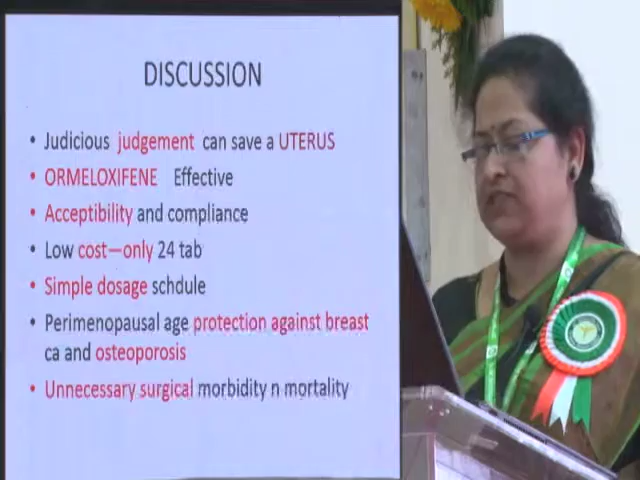 DISCUSSION
• Judicious judgement can save a UTERUS
• ORMELOXIFENE Effective
• Acceptibility and compliance
• Low cost—only 24 tab
• Simple dosage schdule
• Perimenopausal age protection against breast
ca and osteoporosis
• Unnecessary surgical morbidity n mortality